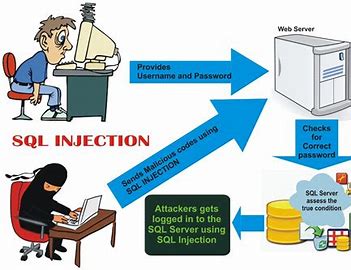 Web Server
Provides
Username and Password
SQL INJECTION
Sends Malicious codes using
SQL INJECTION
Checks
for
Correct
password
SQL Server
assess the
true condition
Attackers gets
logged in to the
SQL Server using
SQL Injection